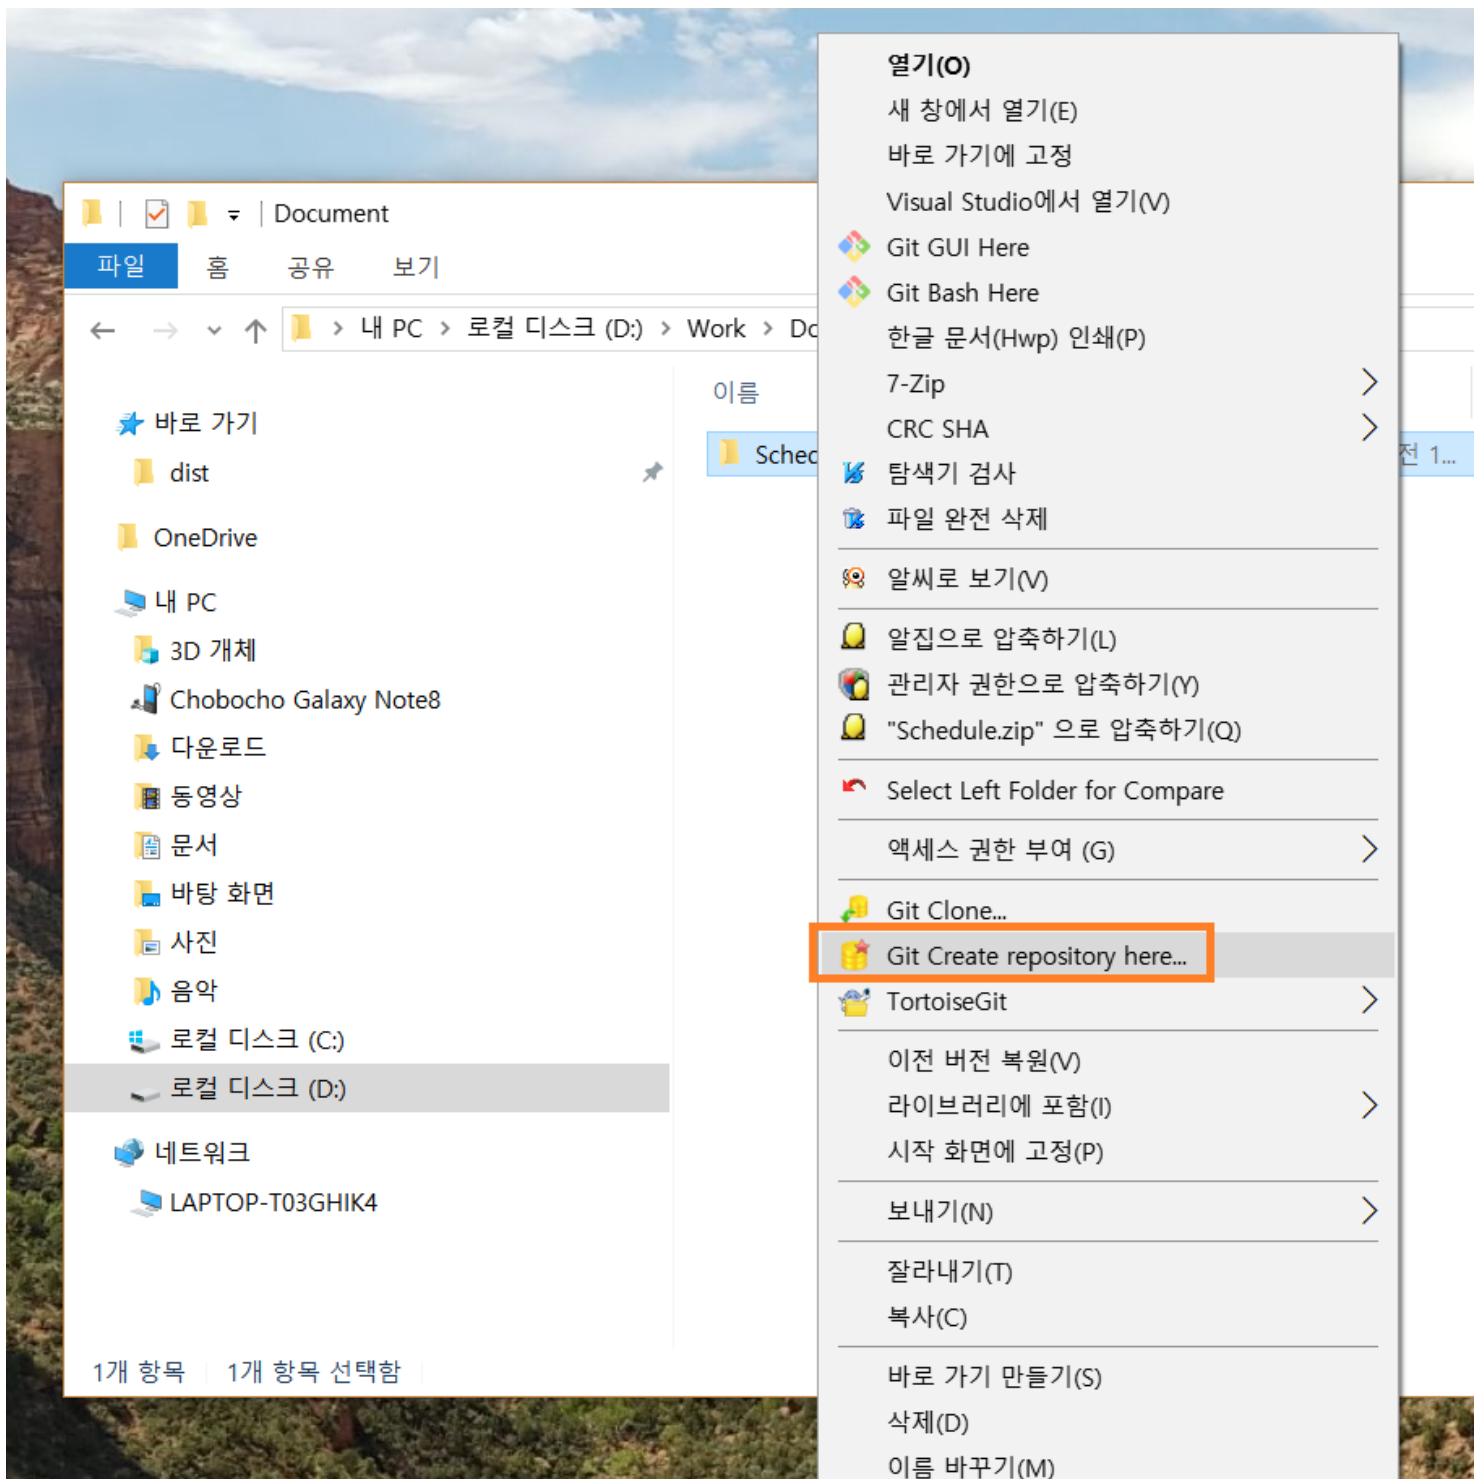 Document
파일 홈 공유 보기
내 PC > 로컬 디스크 (D:) > Work >
이름
바로 가기
dist
OneDrive
내 PC
3D 개체
Chobocho Galaxy Note8
다운로드
동영상
문서
바탕 화면
사진
음악
로컬 디스크 (C:)
로컬 디스크 (D:)
네트워크
LAPTOP-T03GHIK4
1개 항목 1개 항목 선택함
열기(O)
새 창에서 열기(E)
바로 가기에 고정
Visual Studio에서 열기(V)
Git GUI Here
Git Bash Here
한글 문서(Hwp) 인쇄(P)
7-Zip
CRC SHA
탐색기 검사
파일 완전 삭제
알씨로 보기(V)
알집으로 압축하기(L)
관리자 권한으로 압축하기(Y)
"Schedule.zip" 으로 압축하기(Q)
Select Left Folder for Compare
액세스 권한 부여 (G)
Git Clone...
Git Create repository here...
TortoiseGit
이전 버전 복원(V)
라이브러리에 포함(I)
시작 화면에 고정(P)
보내기(N)
잘라내기(T)
복사(C)
바로 가기 만들기(S)
삭제(D)
이름 바꾸기(M)